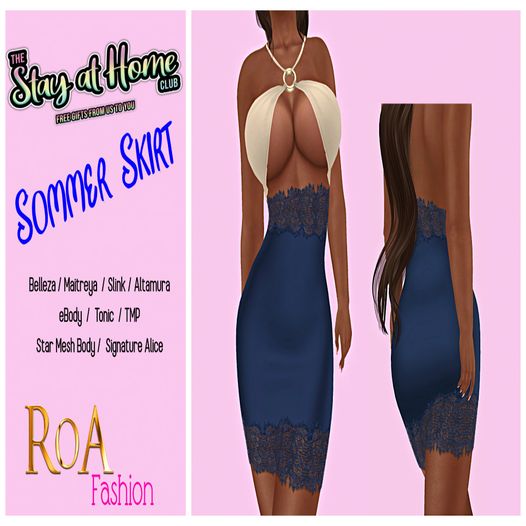 THE
Stay at Home
CLUB
FREE GIFTS FROM US TO YOU
SOMMER SKIRT
Belleza / Maitreya / Slink / Altamura
eBody / Tonic / TMP
Star Mesh Body / Signature Alice
ROA
Fashion